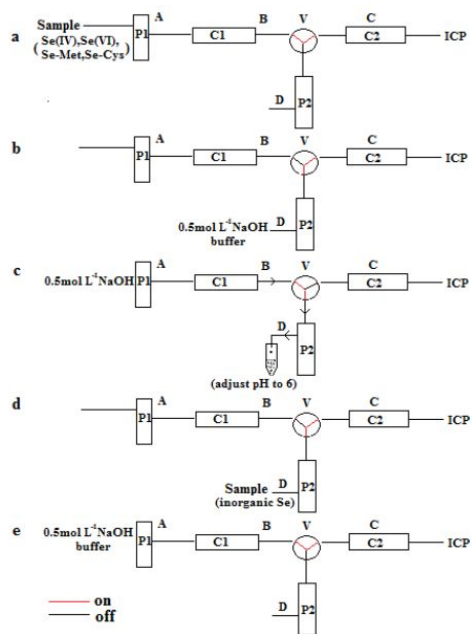 a
Sample
( Se(IV),Se(VI), Se-Met,Se-Cys )
P1 A C1 B V C C2 ICP
D P2
b
P1 A C1 B V C C2 ICP
0.5mol L⁻¹NaOH D P2
buffer
c
0.5mol L⁻¹NaOH P1 A C1 B V C C2 ICP
D P2
(adjust pH to 6)
d
P1 A C1 B V C C2 ICP
Sample D P2
(inorganic Se)
e
0.5mol L⁻¹NaOH P1 A C1 B V C C2 ICP
buffer
D P2
on
off